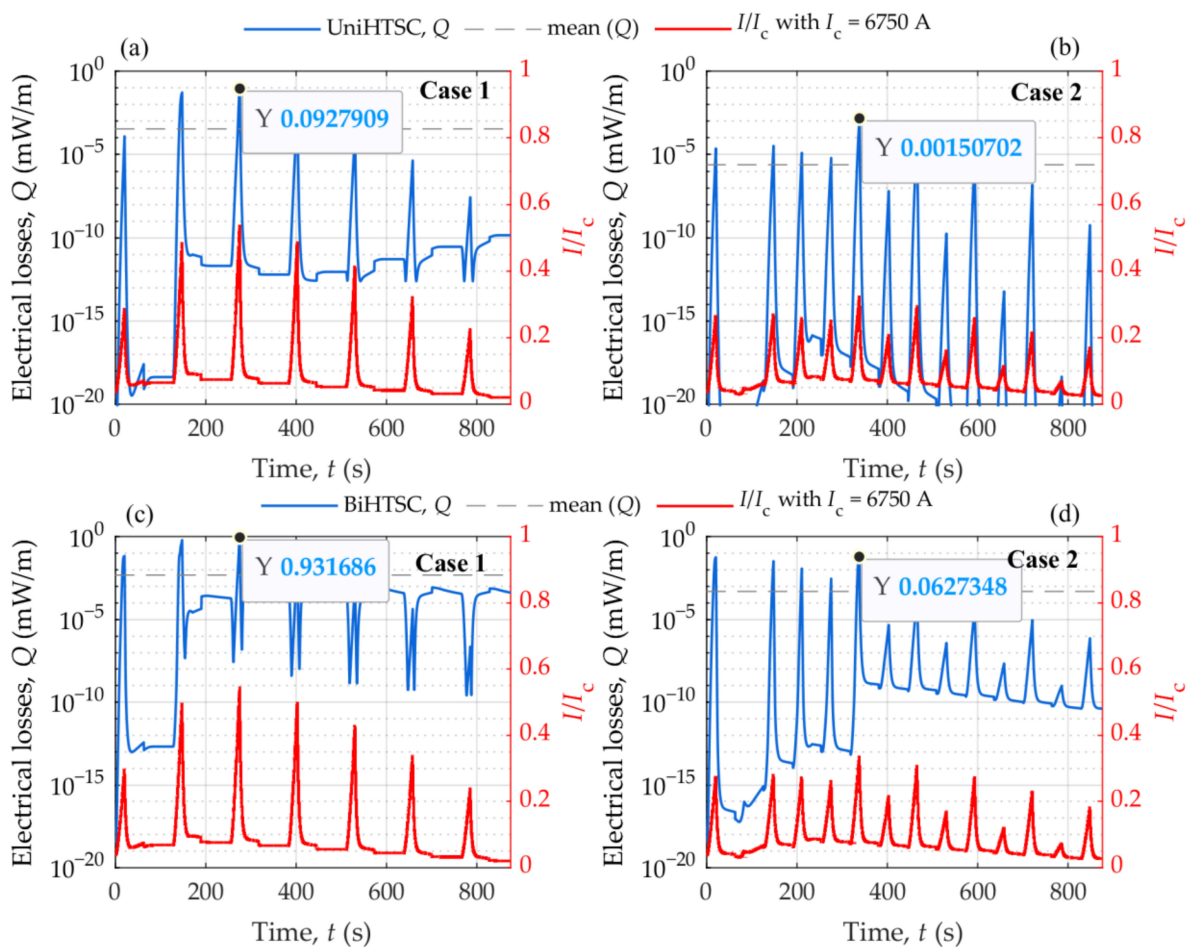 UniHTSC, Q mean (Q) I/Ic with Ic = 6750 A
(a)
Case 1
Y 0.0927909
Electrical losses, Q (mW/m)
10^0
10^-5
10^-10
10^-15
10^-20
1
0.8
0.6
0.4
0.2
0
I/Ic
0 200 400 600 800
Time, t (s)
(b)
Case 2
Y 0.00150702
Electrical losses, Q (mW/m)
10^0
10^-5
10^-10
10^-15
10^-20
1
0.8
0.6
0.4
0.2
0
I/Ic
0 200 400 600 800
Time, t (s)
BiHTSC, Q mean (Q) I/Ic with Ic = 6750 A
(c)
Case 1
Y 0.931686
Electrical losses, Q (mW/m)
10^0
10^-5
10^-10
10^-15
10^-20
1
0.8
0.6
0.4
0.2
0
I/Ic
0 200 400 600 800
Time, t (s)
(d)
Case 2
Y 0.0627348
Electrical losses, Q (mW/m)
10^0
10^-5
10^-10
10^-15
10^-20
1
0.8
0.6
0.4
0.2
0
I/Ic
0 200 400 600 800
Time, t (s)